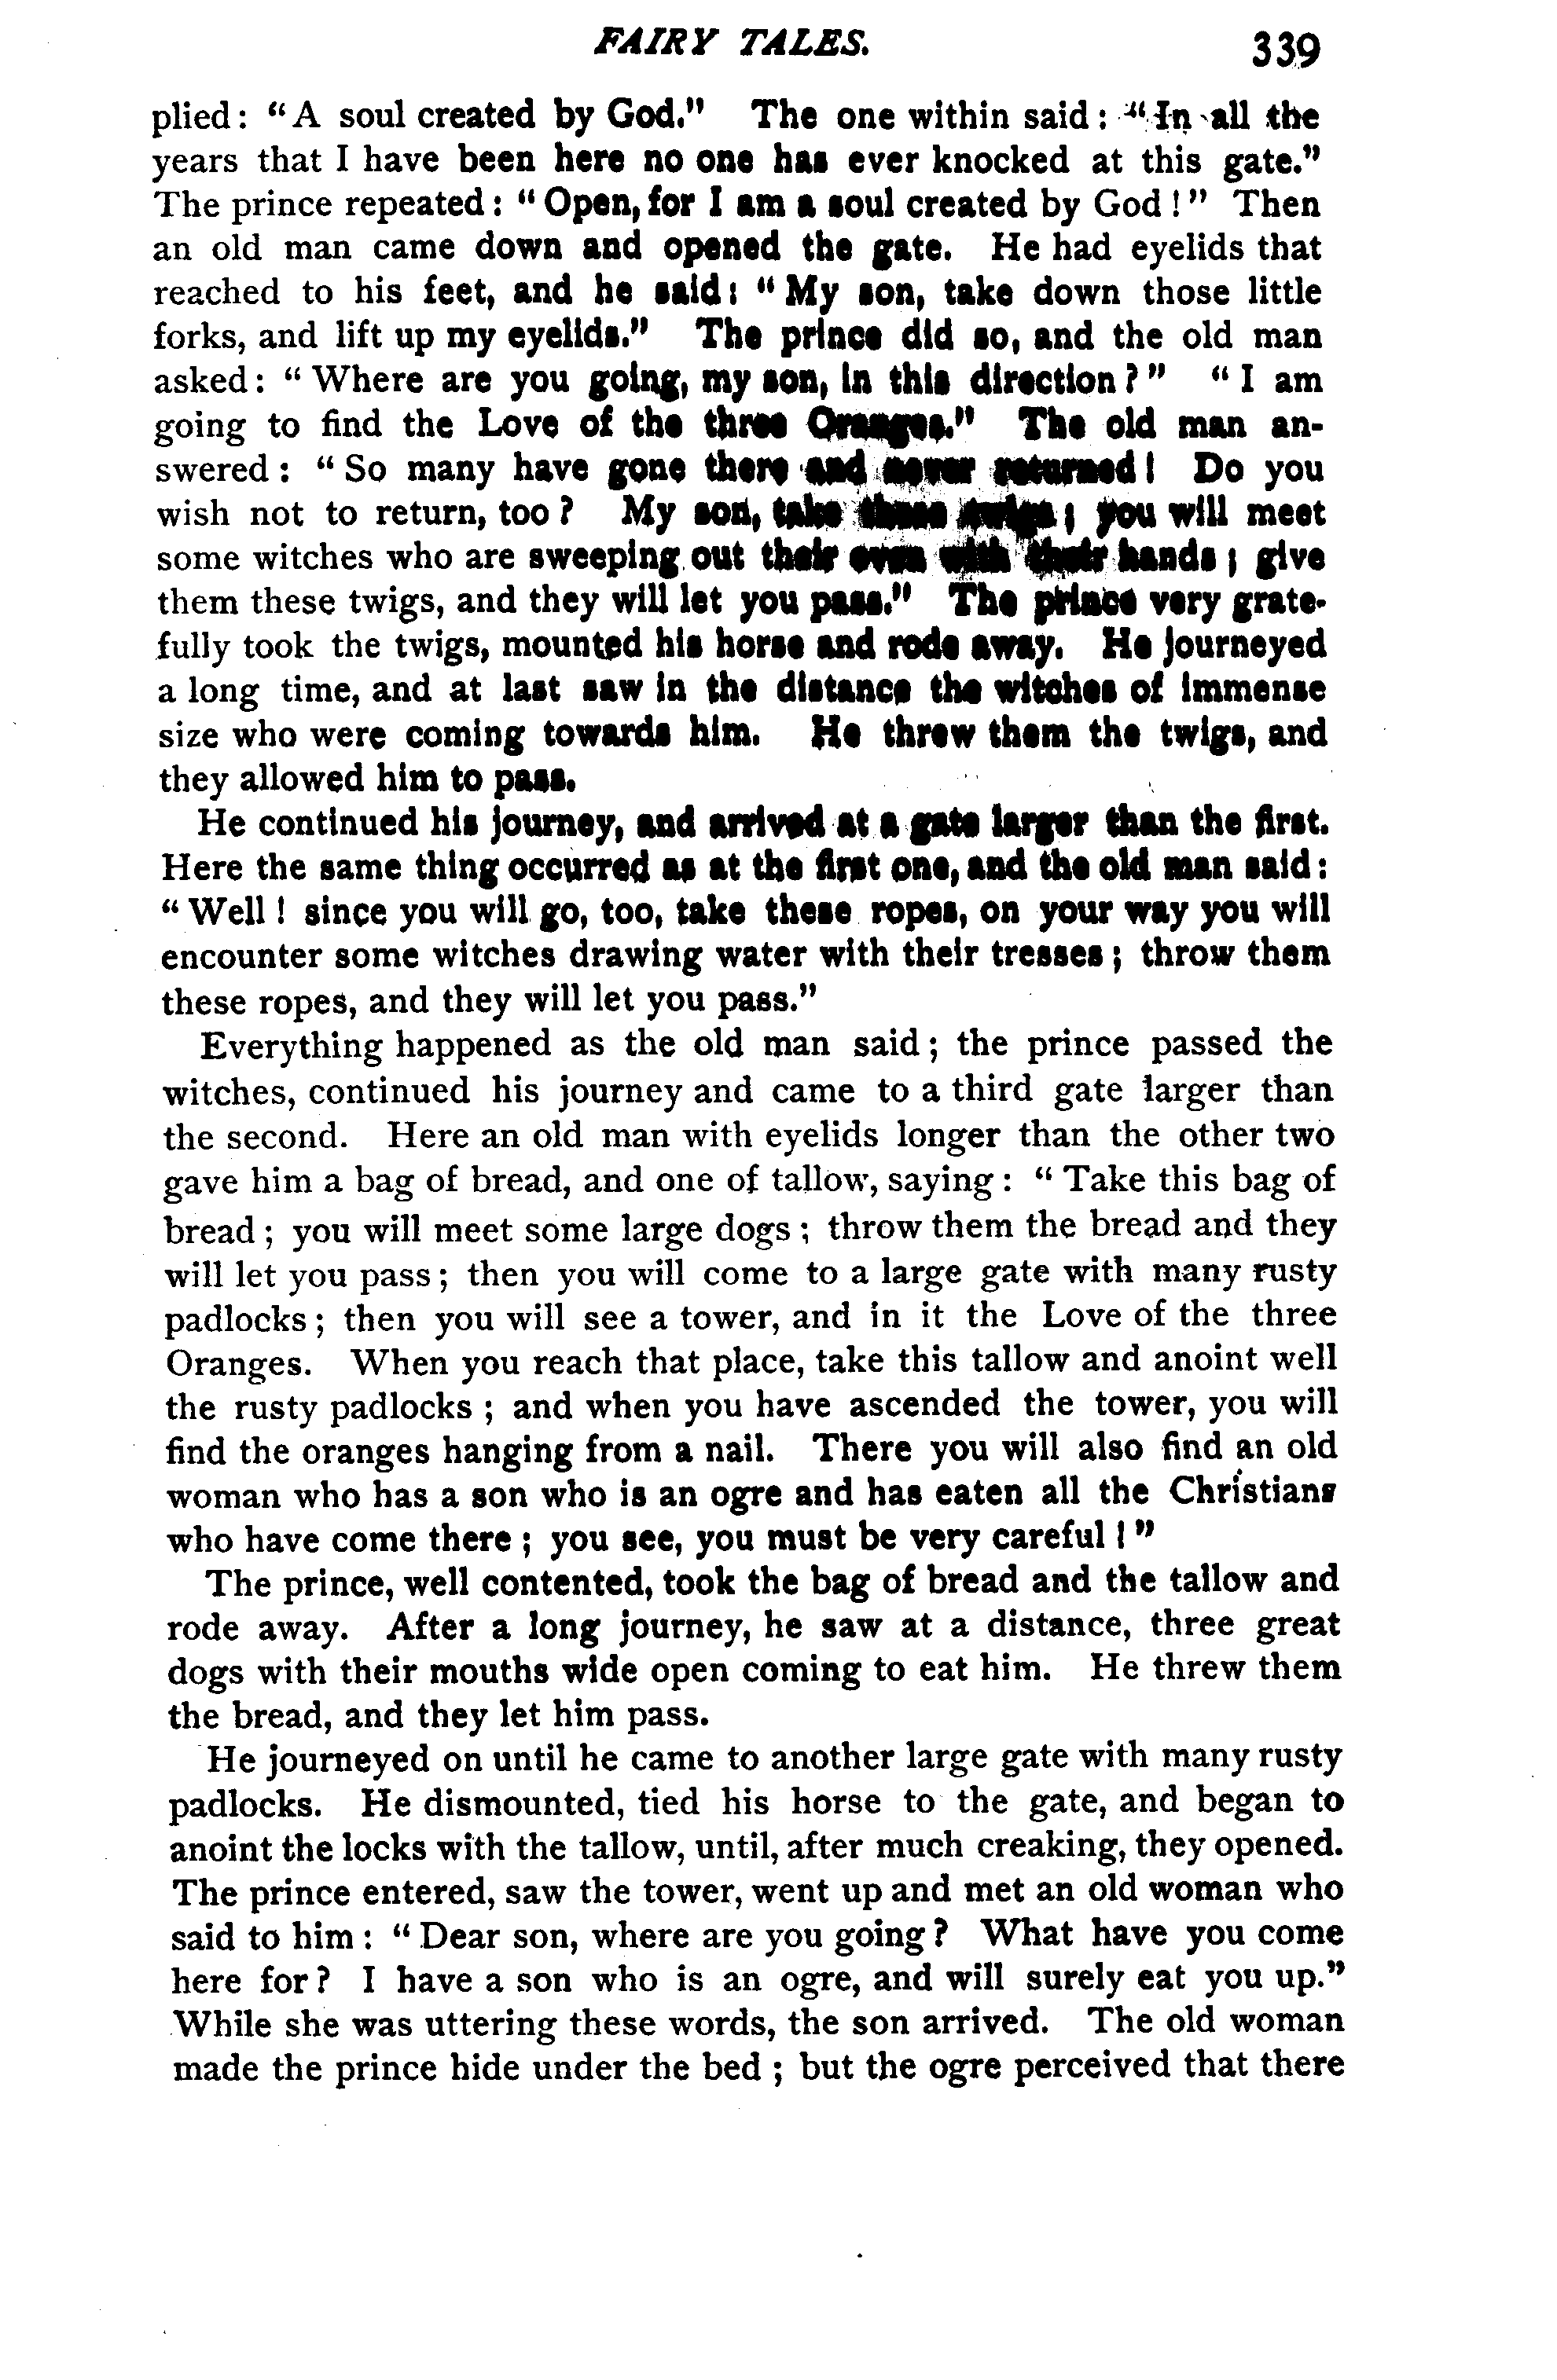 FAIRY TALES. 339
plied: "A soul created by God." The one within said: "In all the
years that I have been here no one has ever knocked at this gate."
The prince repeated: "Open, for I am a soul created by God!" Then
an old man came down and opened the gate. He had eyelids that
reached to his feet, and he said: "My son, take down those little
forks, and lift up my eyelids." The prince did so, and the old man
asked: "Where are you going, my son, in this direction?" "I am
going to find the Love of the three Oranges." The old man an-
swered: "So many have gone there and never returned! Do you
wish not to return, too? My son, take these twigs; you will meet
some witches who are sweeping out their oven with their hands; give
them these twigs, and they will let you pass." The prince very grate-
fully took the twigs, mounted his horse and rode away. He journeyed
a long time, and at last saw in the distance the witches of immense
size who were coming towards him. He threw them the twigs, and
they allowed him to pass.
He continued his journey, and arrived at a gate larger than the first.
Here the same thing occurred as at the first one, and the old man said:
"Well! since you will go, too, take these ropes, on your way you will
encounter some witches drawing water with their tresses; throw them
these ropes, and they will let you pass."
Everything happened as the old man said; the prince passed the
witches, continued his journey and came to a third gate larger than
the second. Here an old man with eyelids longer than the other two
gave him a bag of bread, and one of tallow, saying: "Take this bag of
bread; you will meet some large dogs; throw them the bread and they
will let you pass; then you will come to a large gate with many rusty
padlocks; then you will see a tower, and in it the Love of the three
Oranges. When you reach that place, take this tallow and anoint well
the rusty padlocks; and when you have ascended the tower, you will
find the oranges hanging from a nail. There you will also find an old
woman who has a son who is an ogre and has eaten all the Christians
who have come there; you see, you must be very careful!"
The prince, well contented, took the bag of bread and the tallow and
rode away. After a long journey, he saw at a distance, three great
dogs with their mouths wide open coming to eat him. He threw them
the bread, and they let him pass.
He journeyed on until he came to another large gate with many rusty
padlocks. He dismounted, tied his horse to the gate, and began to
anoint the locks with the tallow, until, after much creaking, they opened.
The prince entered, saw the tower, went up and met an old woman who
said to him: "Dear son, where are you going? What have you come
here for? I have a son who is an ogre, and will surely eat you up."
While she was uttering these words, the son arrived. The old woman
made the prince hide under the bed; but the ogre perceived that there